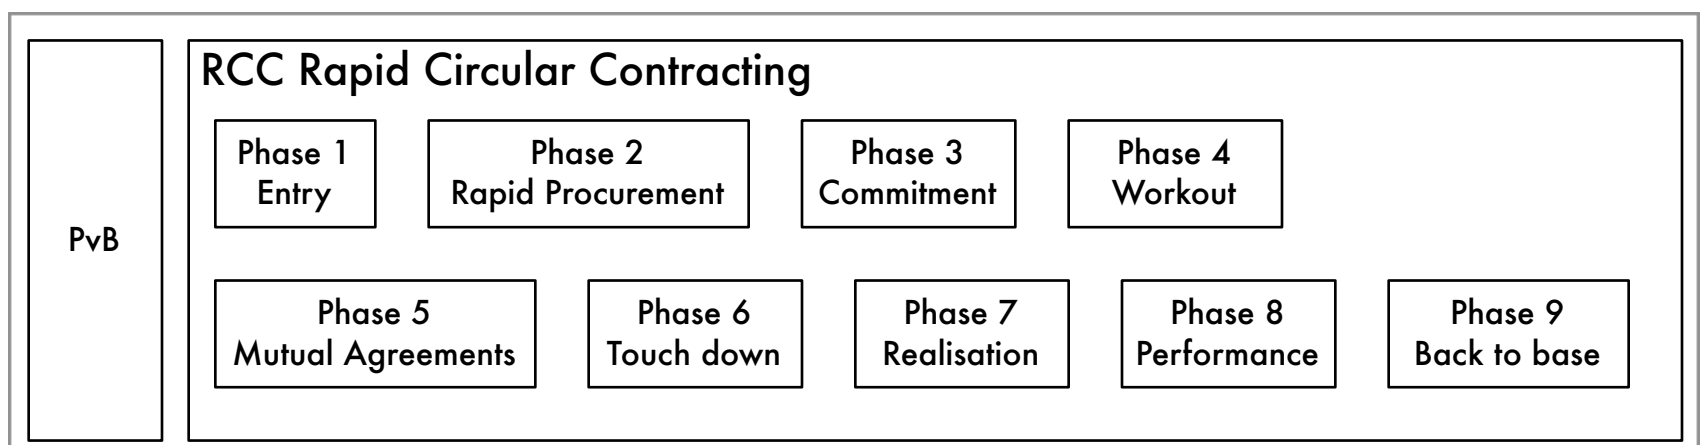 PvB
RCC Rapid Circular Contracting
Phase 1
Entry
Phase 2
Rapid Procurement
Phase 3
Commitment
Phase 4
Workout
Phase 5
Mutual Agreements
Phase 6
Touch down
Phase 7
Realisation
Phase 8
Performance
Phase 9
Back to base